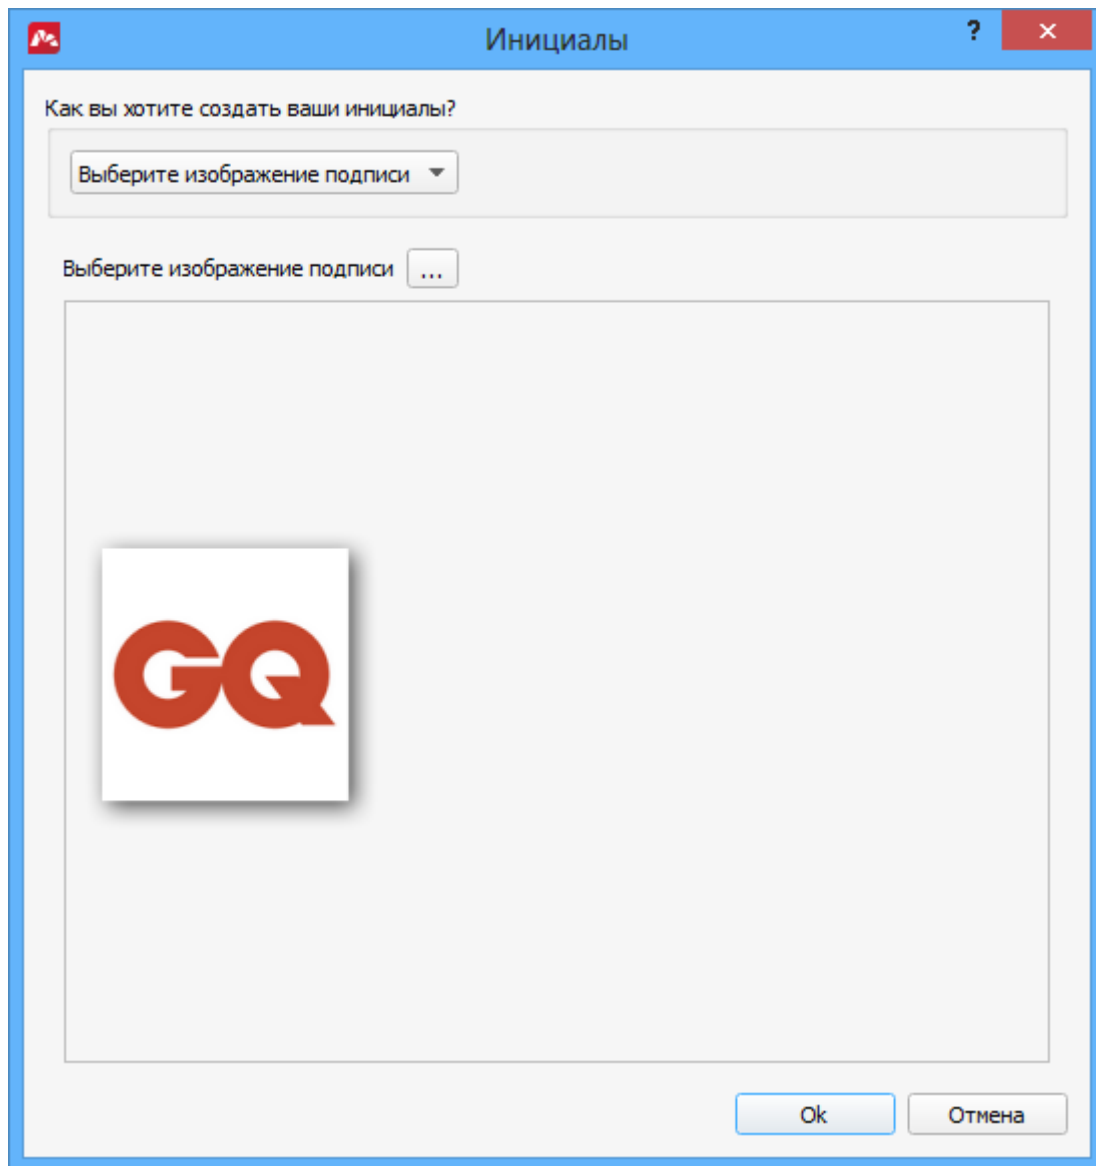 Инициалы ?
Как вы хотите создать ваши инициалы?
Выберите изображение подписи
Выберите изображение подписи ...
GQ
Ok Отмена